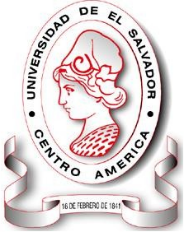 UNIVERSIDAD DE EL SALVADOR
CENTRO AMERICA
16 DE FEBRERO DE 1841